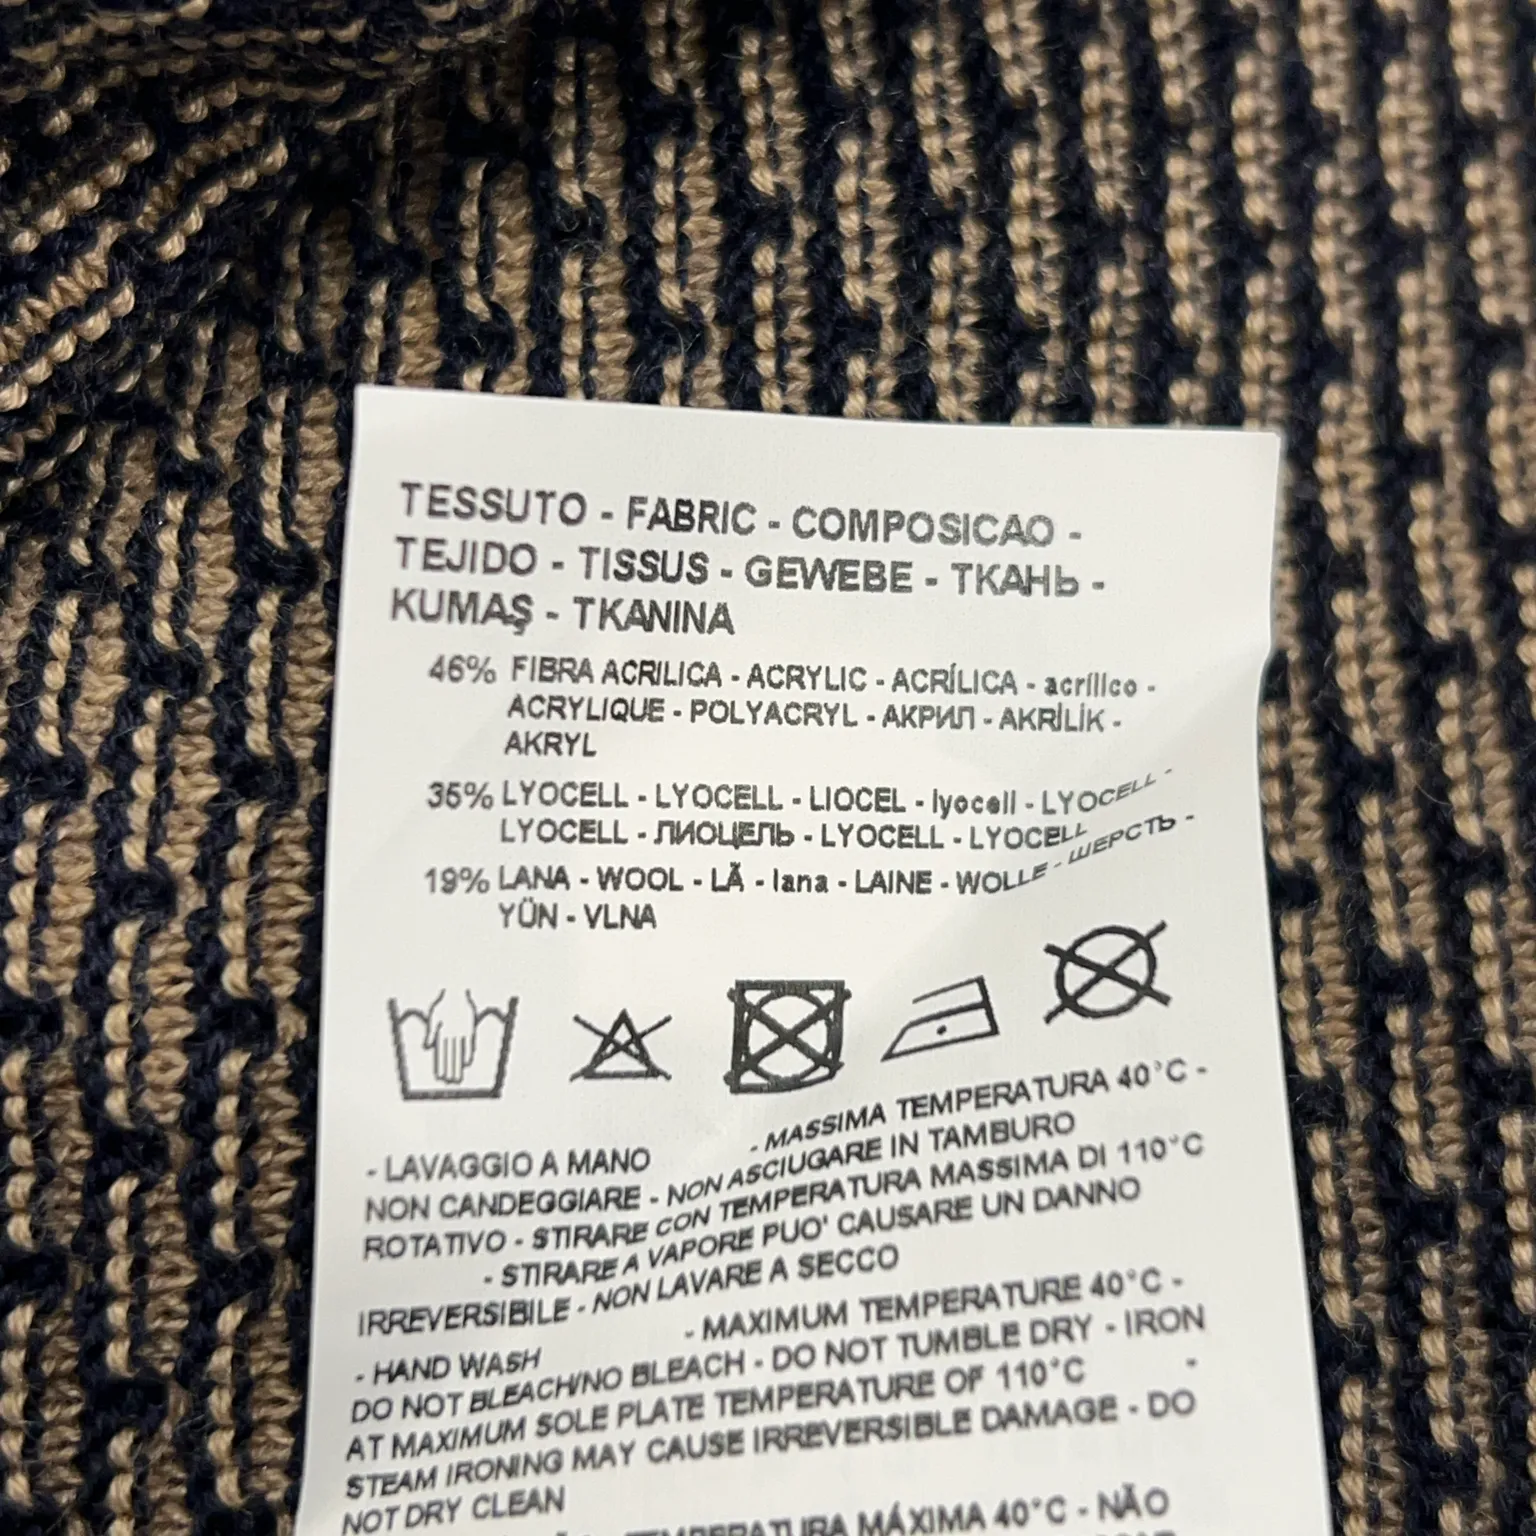 TESSUTO - FABRIC - COMPOSICAO -
TEJIDO - TISSUS - GEWEBE - ТКАНЬ -
KUMAŞ - TKANINA
46% FIBRA ACRILICA - ACRYLIC - ACRÍLICA - acrílico -
ACRYLIQUE - POLYACRYL - АКРИЛ - AKRİLİK -
AKRYL
35% LYOCELL - LYOCELL - LIOCEL - lyocell - LYOCELL -
LYOCELL - ЛИОЦЕЛЬ - LYOCELL - LYOCELL
19% LANA - WOOL - LÃ - lana - LAINE - WOLLE - ШЕРСТЬ -
YÜN - VLNA
- LAVAGGIO A MANO - MASSIMA TEMPERATURA 40°C -
NON CANDEGGIARE - NON ASCIUGARE IN TAMBURO
ROTATIVO - STIRARE CON TEMPERATURA MASSIMA DI 110°C
- STIRARE A VAPORE PUO' CAUSARE UN DANNO
IRREVERSIBILE - NON LAVARE A SECCO
- HAND WASH - MAXIMUM TEMPERATURE 40°C -
DO NOT BLEACH/NO BLEACH - DO NOT TUMBLE DRY - IRON
AT MAXIMUM SOLE PLATE TEMPERATURE OF 110°C -
STEAM IRONING MAY CAUSE IRREVERSIBLE DAMAGE - DO
NOT DRY CLEAN
TEMPERATURA MÁXIMA 40°C - NÃO